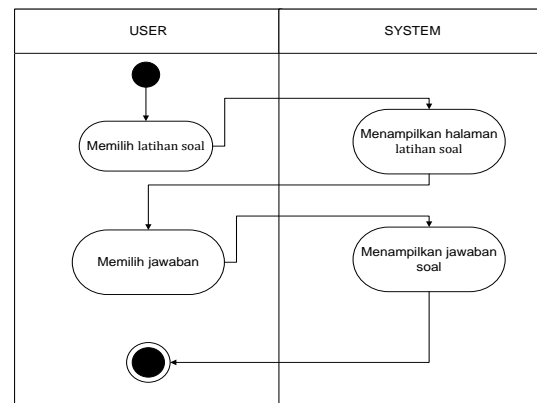 USER
SYSTEM
Memilih latihan soal
Menampilkan halaman
latihan soal
Memilih jawaban
Menampilkan jawaban
soal